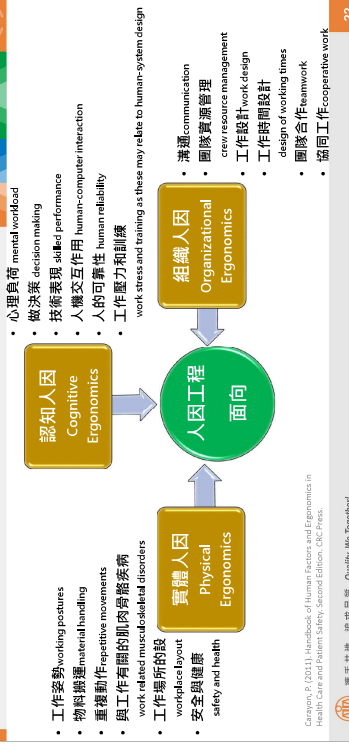 認知人因
Cognitive
Ergonomics
• 心理負荷 mental workload
• 做決策 decision making
• 技術表現 skilled performance
• 人機交互作用 human-computer interaction
• 人的可靠性 human reliability
• 工作壓力和訓練
work stress and training as these may relate to human-system design
實體人因
Physical
Ergonomics
• 工作姿勢working postures
• 物料搬運material handling
• 重複動作repetitive movements
• 與工作有關的肌肉骨骼疾病
work related musculoskeletal disorders
• 工作場所的設
workplace layout
• 安全與健康
safety and health
人因工程
面向
組織人因
Organizational
Ergonomics
• 溝通communication
• 團隊資源管理
crew resource management
• 工作設計work design
• 工作時間設計
design of working times
• 團隊合作teamwork
• 協同工作cooperative work
Carayon, P. (2011). Handbook of Human Factors and Ergonomics in
Health Care and Patient Safety, Second Edition. CRC Press.